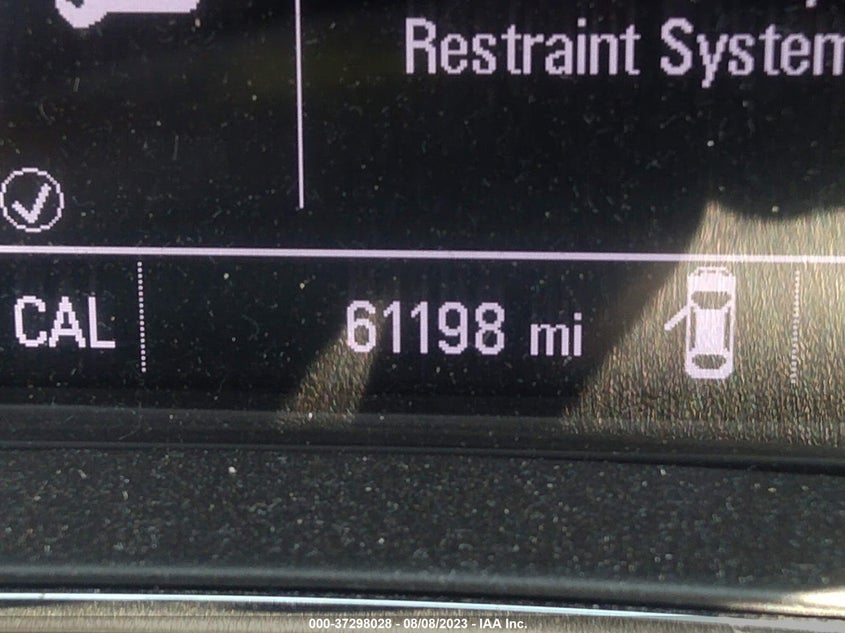 Restraint System
CAL
61198 mi
000-37298028 - 08/08/2023 - IAA Inc.